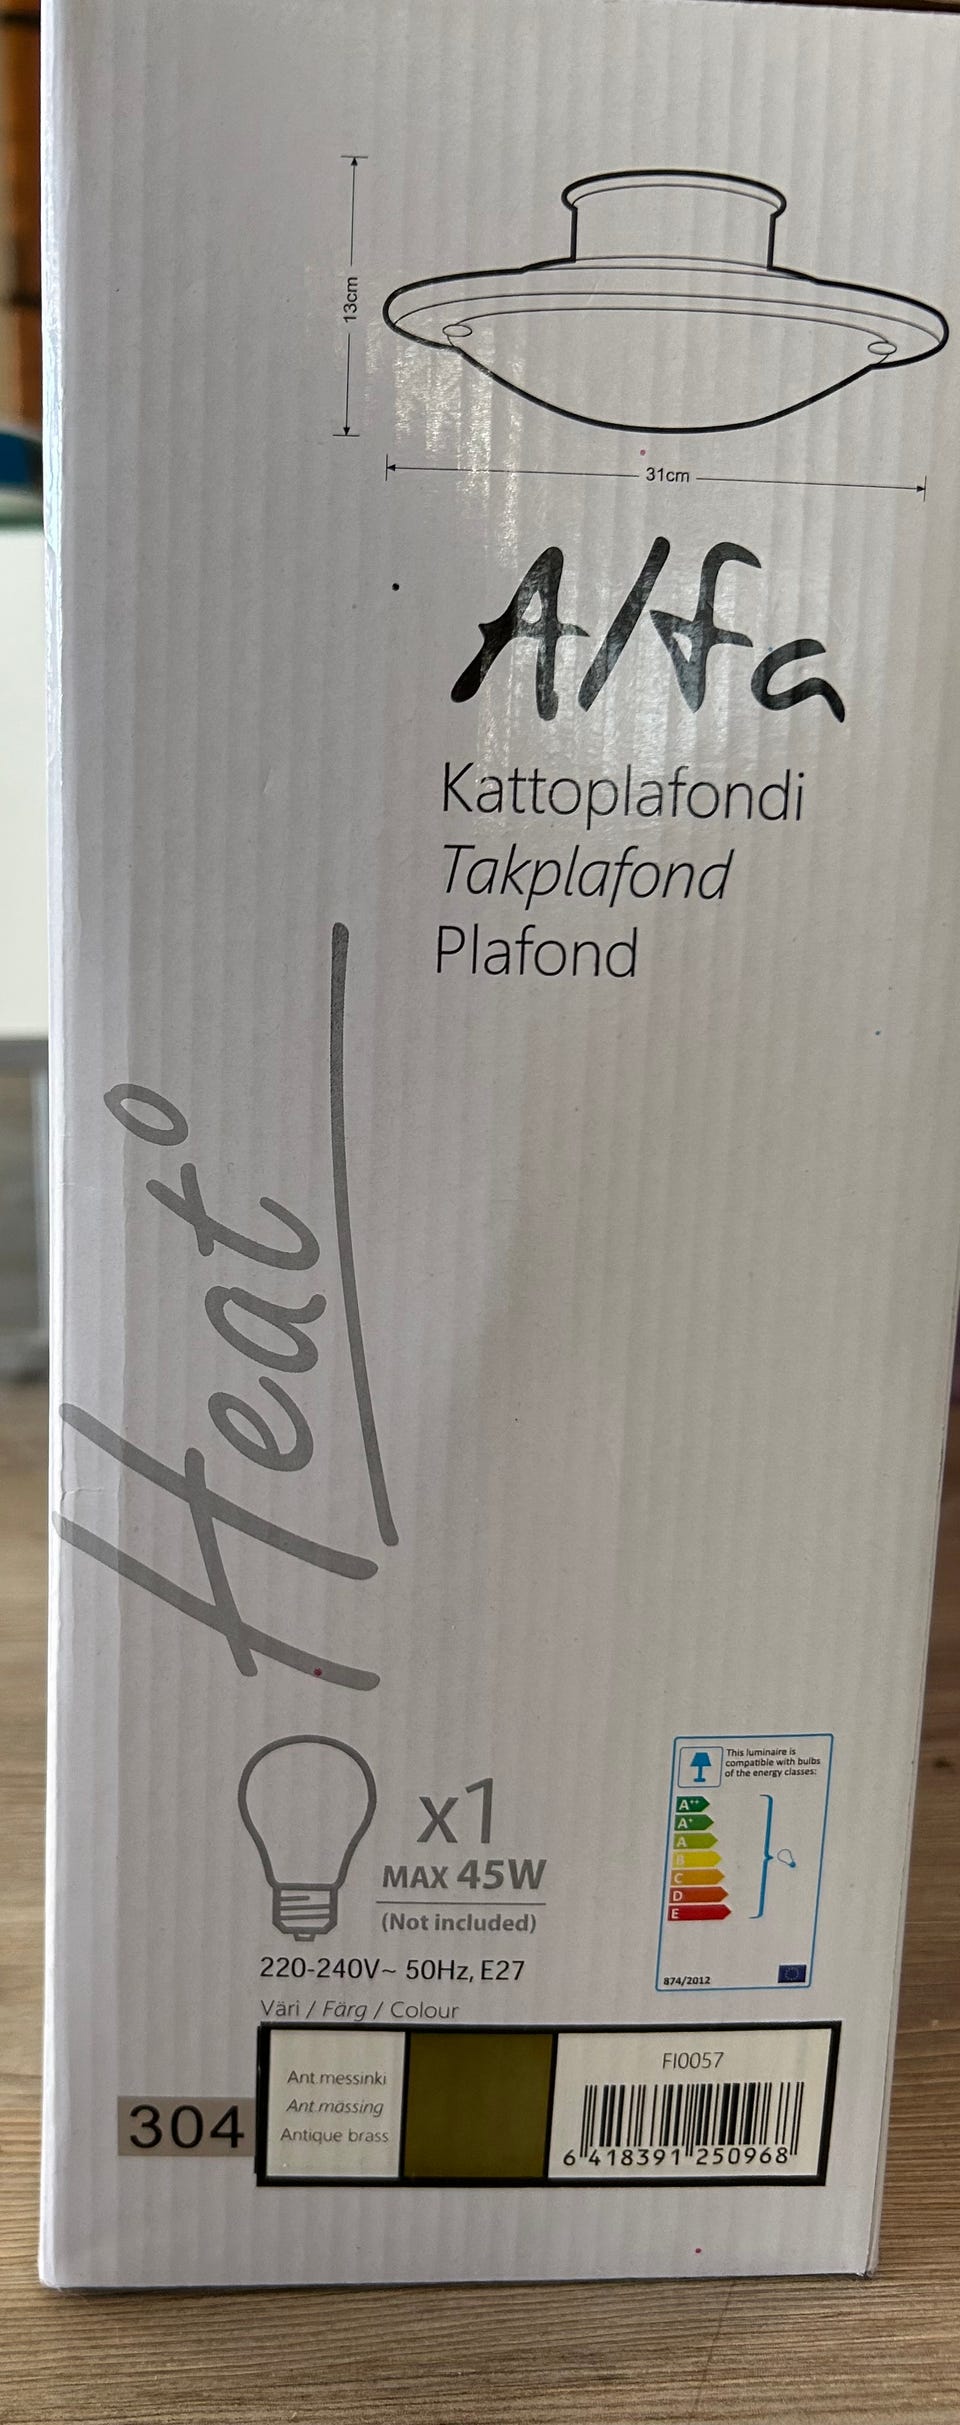 13cm
31cm
Alfa
Kattoplafondi
Takplafond
Plafond
Heat°
x1
MAX 45W
(Not included)
220-240V~ 50Hz, E27
This luminaire is
compatible with bulbs
of the energy classes:
A++
A+
A
B
C
D
E
874/2012
Väri / Färg / Colour
304
Ant.messinki
Ant.mässing
Antique brass
FI0057
6 418391 250968